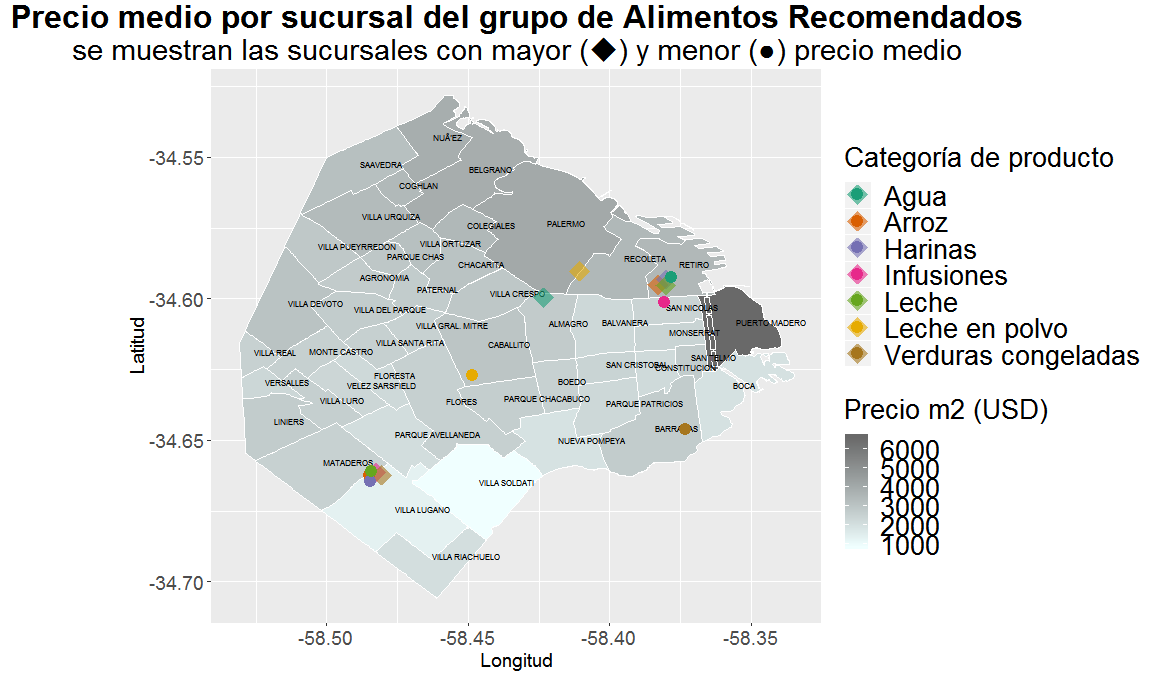 Precio medio por sucursal del grupo de Alimentos Recomendados
se muestran las sucursales con mayor (◆) y menor (●) precio medio
Latitud
-34.55
-34.60
-34.65
-34.70
NUÃ'EZ
SAAVEDRA
BELGRANO
COGHLAN
VILLA URQUIZA
PALERMO
COLEGIALES
VILLA PUEYRREDON
VILLA ORTUZAR
PARQUE CHAS
RECOLETA
CHACARITA
RETIRO
AGRONOMIA
PATERNAL
VILLA CRESPO
VILLA DEVOTO
VILLA DEL PARQUE
SAN NICOLAS
VILLA GRAL. MITRE
ALMAGRO
BALVANERA
PUERTO MADERO
MONSERRAT
VILLA SANTA RITA
CABALLITO
VILLA REAL
MONTE CASTRO
SAN TELMO
SAN CRISTOBAL
CONSTITUCION
FLORESTA
VERSALLES
VELEZ SARSFIELD
BOEDO
BOCA
VILLA LURO
FLORES
PARQUE CHACABUCO
PARQUE PATRICIOS
LINIERS
BARRACAS
PARQUE AVELLANEDA
NUEVA POMPEYA
MATADEROS
VILLA SOLDATI
VILLA LUGANO
VILLA RIACHUELO
-58.50
-58.45
-58.40
-58.35
Longitud
Categoría de producto
Agua
Arroz
Harinas
Infusiones
Leche
Leche en polvo
Verduras congeladas
Precio m2 (USD)
6000
5000
4000
3000
2000
1000